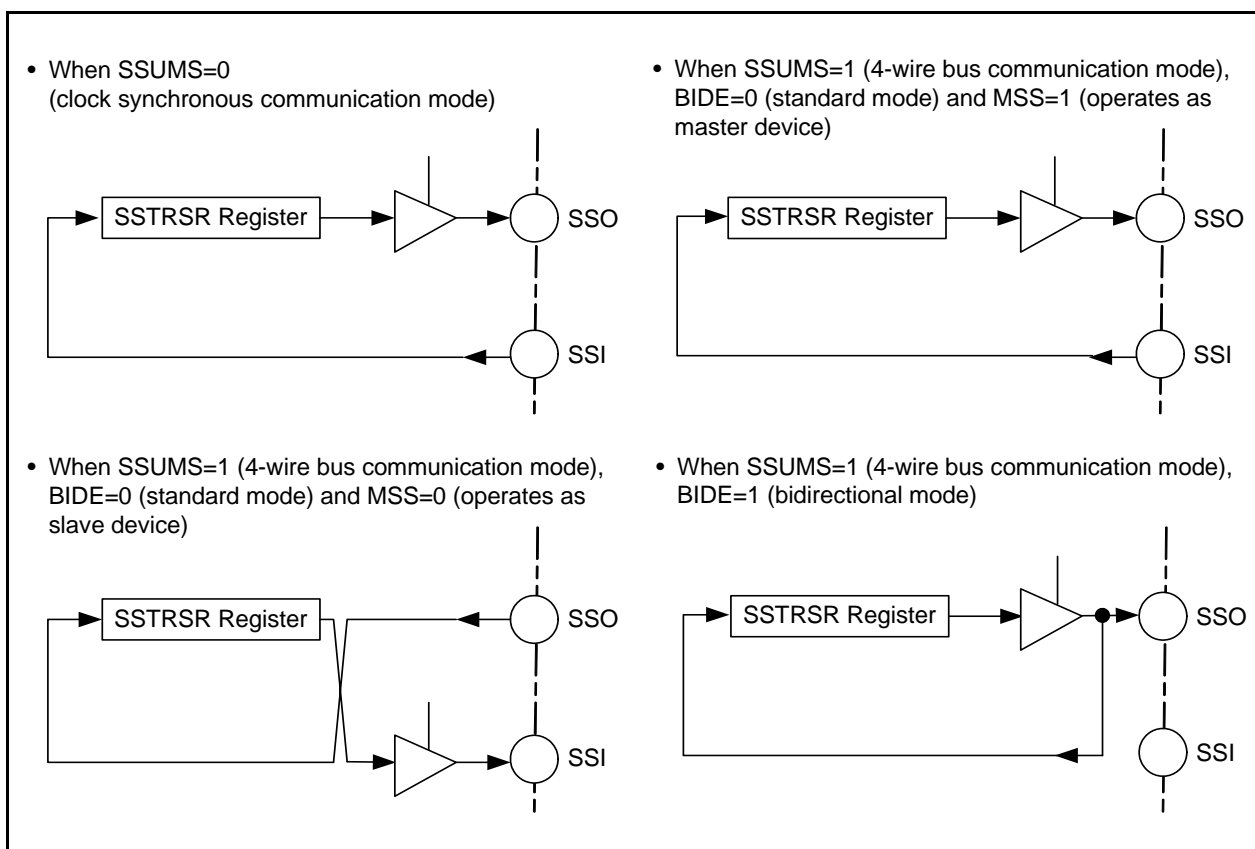 • When SSUMS=0
(clock synchronous communication mode)
SSTRSR Register
SSO
SSI
• When SSUMS=1 (4-wire bus communication mode),
BIDE=0 (standard mode) and MSS=1 (operates as
master device)
SSTRSR Register
SSO
SSI
• When SSUMS=1 (4-wire bus communication mode),
BIDE=0 (standard mode) and MSS=0 (operates as
slave device)
SSTRSR Register
SSO
SSI
• When SSUMS=1 (4-wire bus communication mode),
BIDE=1 (bidirectional mode)
SSTRSR Register
SSO
SSI